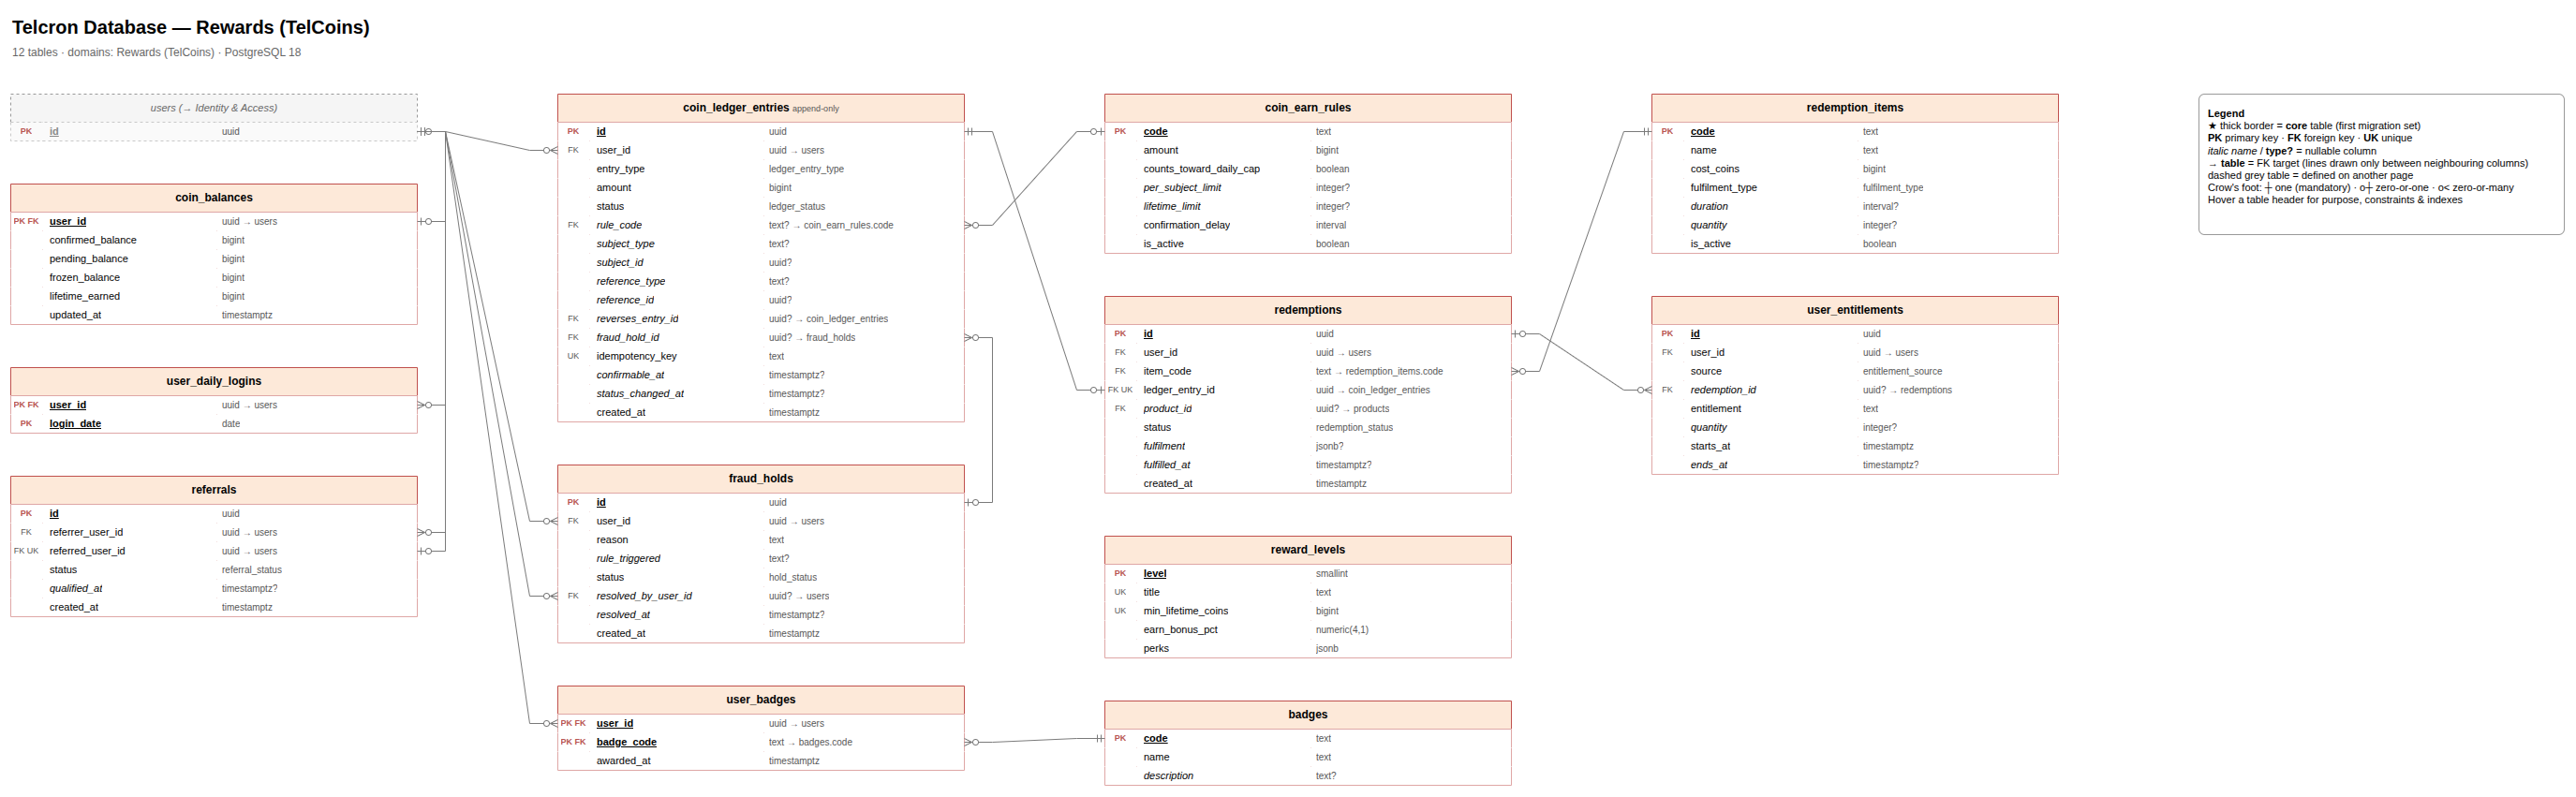 Telcron Database — Rewards (TelCoins)
12 tables · domains: Rewards (TelCoins) · PostgreSQL 18
users (→ Identity & Access)
PK id uuid
coin_balances
PK FK user_id uuid → users
confirmed_balance bigint
pending_balance bigint
frozen_balance bigint
lifetime_earned bigint
updated_at timestamptz
user_daily_logins
PK FK user_id uuid → users
PK login_date date
referrals
PK id uuid
FK referrer_user_id uuid → users
FK UK referred_user_id uuid → users
status referral_status
qualified_at timestamptz?
created_at timestamptz
coin_ledger_entries append-only
PK id uuid
FK user_id uuid → users
entry_type ledger_entry_type
amount bigint
status ledger_status
FK rule_code text? → coin_earn_rules.code
subject_type text?
subject_id uuid?
reference_type text?
reference_id uuid?
FK reverses_entry_id uuid? → coin_ledger_entries
FK fraud_hold_id uuid? → fraud_holds
UK idempotency_key text
confirmable_at timestamptz?
status_changed_at timestamptz?
created_at timestamptz
fraud_holds
PK id uuid
FK user_id uuid → users
reason text
rule_triggered text?
status hold_status
FK resolved_by_user_id uuid? → users
resolved_at timestamptz?
created_at timestamptz
user_badges
PK FK user_id uuid → users
PK FK badge_code text → badges.code
awarded_at timestamptz
coin_earn_rules
PK code text
amount bigint
counts_toward_daily_cap boolean
per_subject_limit integer?
lifetime_limit integer?
confirmation_delay interval
is_active boolean
redemptions
PK id uuid
FK user_id uuid → users
FK item_code text → redemption_items.code
FK UK ledger_entry_id uuid → coin_ledger_entries
FK product_id uuid? → products
status redemption_status
fulfilment jsonb?
fulfilled_at timestamptz?
created_at timestamptz
reward_levels
PK level smallint
UK title text
UK min_lifetime_coins bigint
earn_bonus_pct numeric(4,1)
perks jsonb
badges
PK code text
name text
description text?
redemption_items
PK code text
name text
cost_coins bigint
fulfilment_type fulfilment_type
duration interval?
quantity integer?
is_active boolean
user_entitlements
PK id uuid
FK user_id uuid → users
source entitlement_source
FK redemption_id uuid? → redemptions
entitlement text
quantity integer?
starts_at timestamptz
ends_at timestamptz?
Legend
★ thick border = core table (first migration set)
PK primary key · FK foreign key · UK unique
italic name / type? = nullable column
→ table = FK target (lines drawn only between neighbouring columns)
dashed grey table = defined on another page
Crow's foot: ┼ one (mandatory) · o┼ zero-or-one · o< zero-or-many
Hover a table header for purpose, constraints & indexes